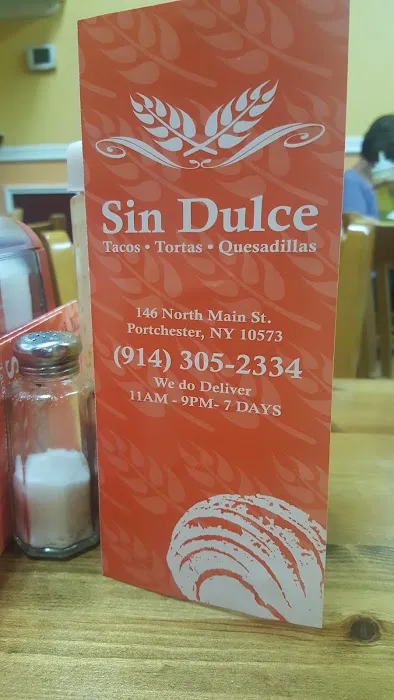 Sin Dulce
Tacos • Tortas • Quesadillas
146 North Main St.
Portchester, NY 10573
(914) 305-2334
We do Deliver
11AM - 9PM- 7 DAYS